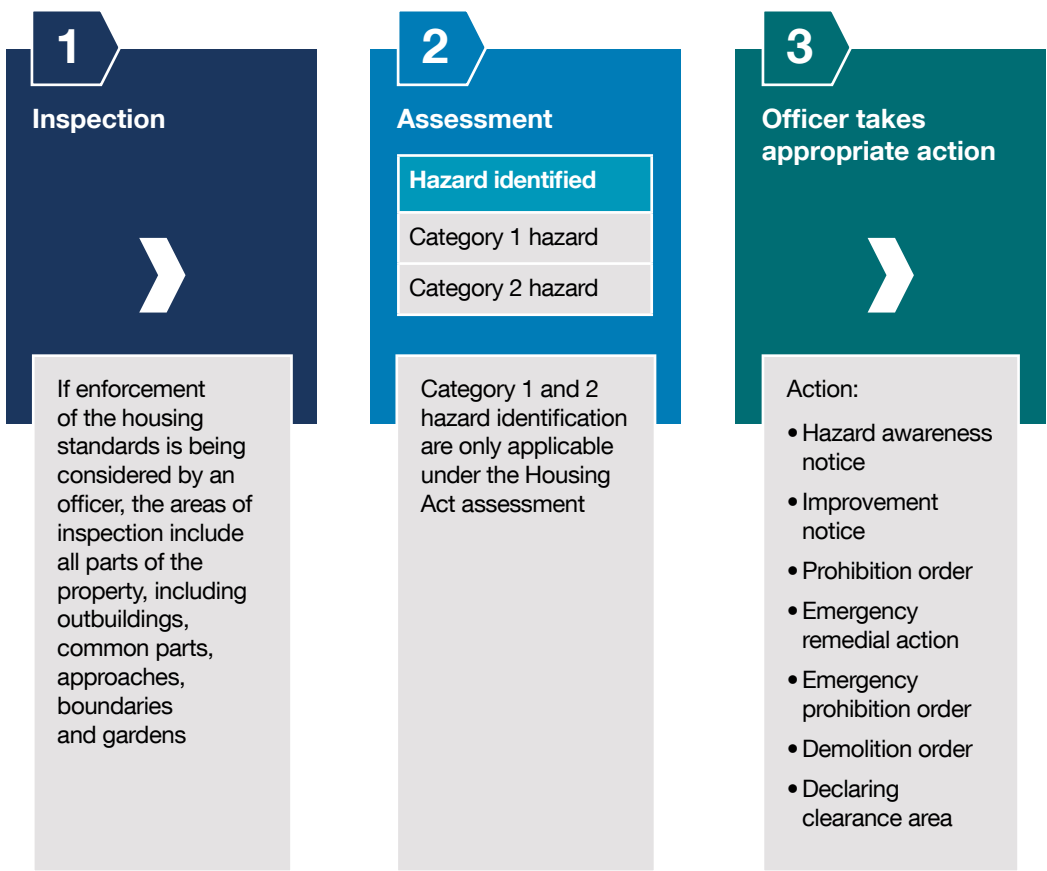 1
Inspection
If enforcement
of the housing
standards is being
considered by an
officer, the areas of
inspection include
all parts of the
property, including
outbuildings,
common parts,
approaches,
boundaries
and gardens
2
Assessment
Hazard identified
Category 1 hazard
Category 2 hazard
Category 1 and 2
hazard identification
are only applicable
under the Housing
Act assessment
3
Officer takes
appropriate action
Action:
• Hazard awareness
notice
• Improvement
notice
• Prohibition order
• Emergency
remedial action
• Emergency
prohibition order
• Demolition order
• Declaring
clearance area